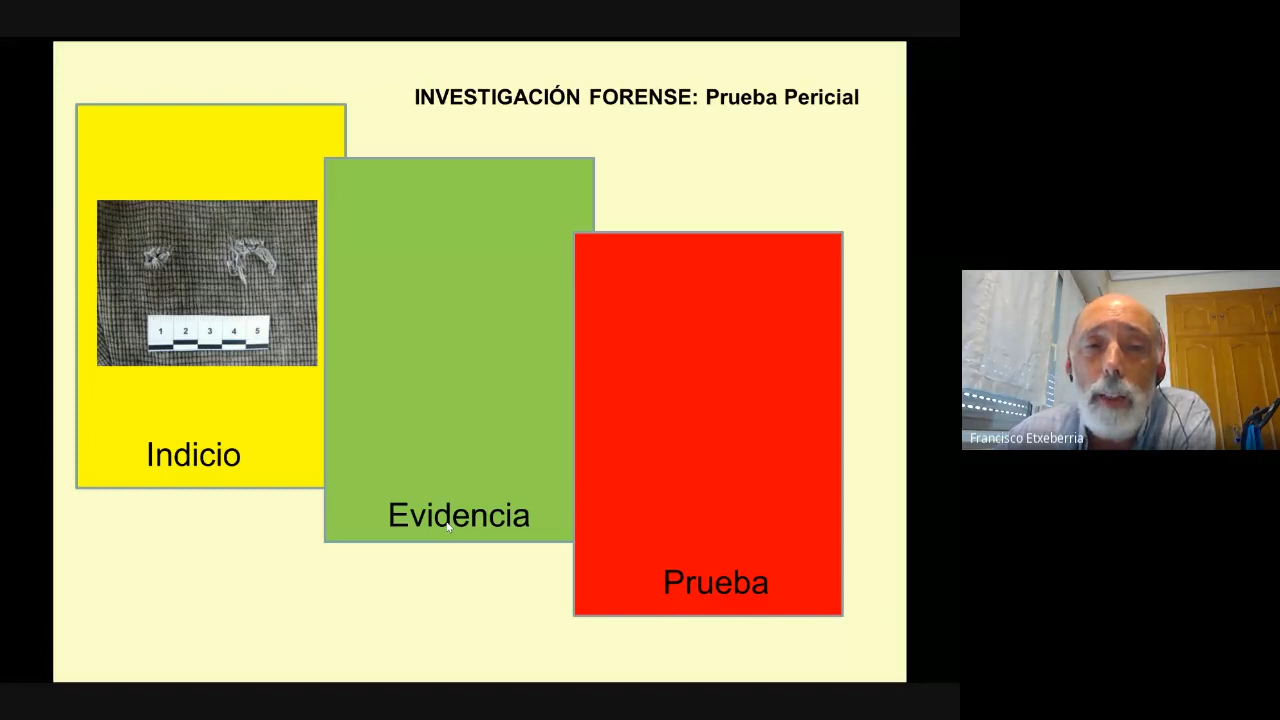 INVESTIGACIÓN FORENSE: Prueba Pericial
1 2 3 4 5
Indicio
Evidencia
Prueba
Francisco Etxeberria